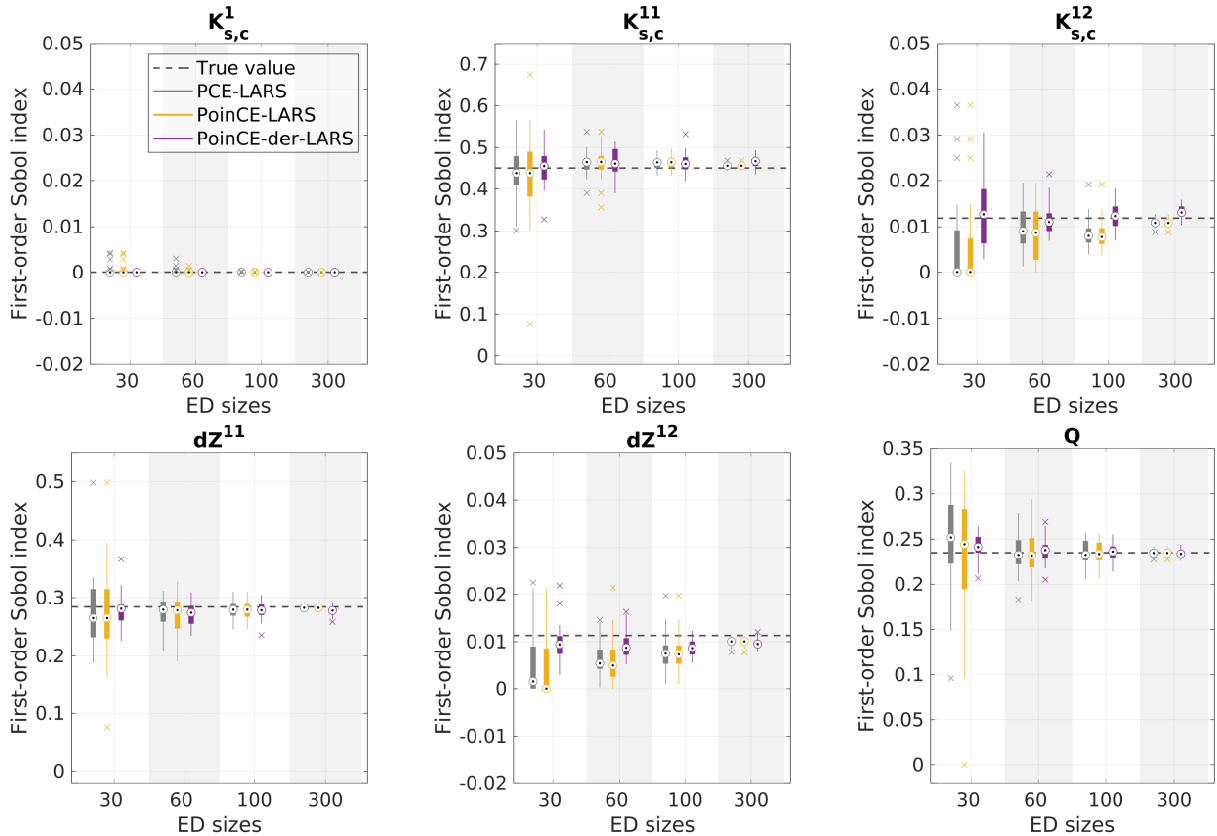 K^1_{s,c}
First-order Sobol index
0.05
0.04
0.03
0.02
0.01
0
-0.01
-0.02
True value
PCE-LARS
PoinCE-LARS
PoinCE-der-LARS
30 60 100 300
ED sizes
K^{11}_{s,c}
First-order Sobol index
0.7
0.6
0.5
0.4
0.3
0.2
0.1
0
30 60 100 300
ED sizes
K^{12}_{s,c}
First-order Sobol index
0.05
0.04
0.03
0.02
0.01
0
-0.01
-0.02
30 60 100 300
ED sizes
dZ^{11}
First-order Sobol index
0.5
0.4
0.3
0.2
0.1
0
30 60 100 300
ED sizes
dZ^{12}
First-order Sobol index
0.05
0.04
0.03
0.02
0.01
0
-0.01
-0.02
30 60 100 300
ED sizes
Q
First-order Sobol index
0.35
0.3
0.25
0.2
0.15
0.1
0.05
0
30 60 100 300
ED sizes